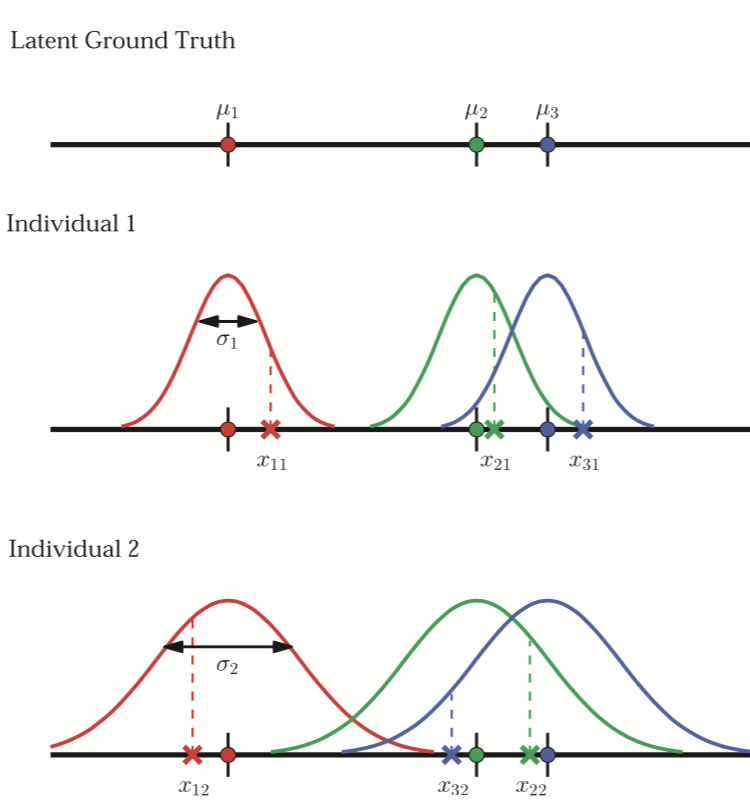 Latent Ground Truth
μ₁ μ₂ μ₃
Individual 1
σ₁
x₁₁ x₂₁ x₃₁
Individual 2
σ₂
x₁₂ x₃₂ x₂₂